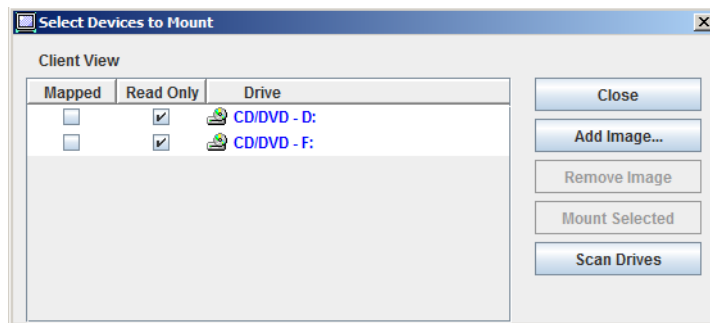 Select Devices to Mount
Client View
Mapped Read Only Drive
CD/DVD - D:
CD/DVD - F:
Close
Add Image...
Remove Image
Mount Selected
Scan Drives